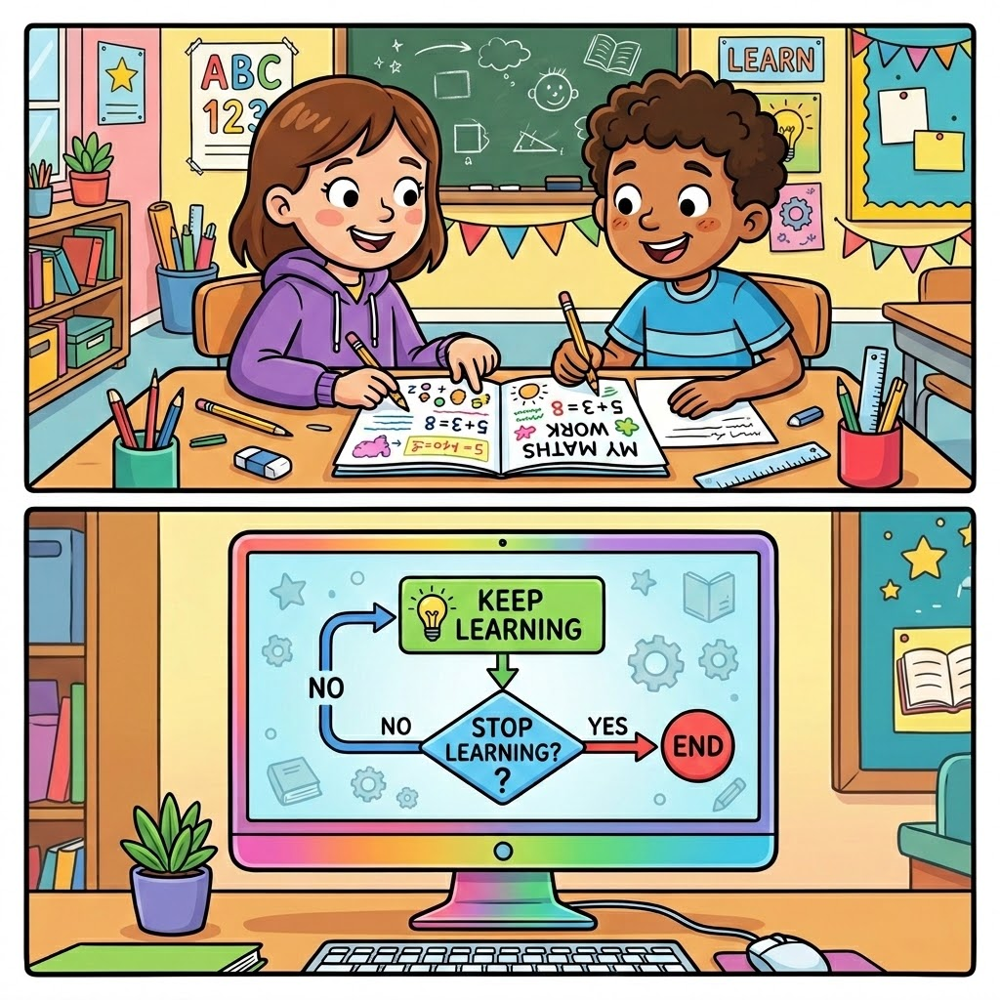 ABC
123
LEARN
5+3=8
MY MATHS
WORK
5+3=8
KEEP
LEARNING
NO
NO
STOP
LEARNING?
?
YES
END